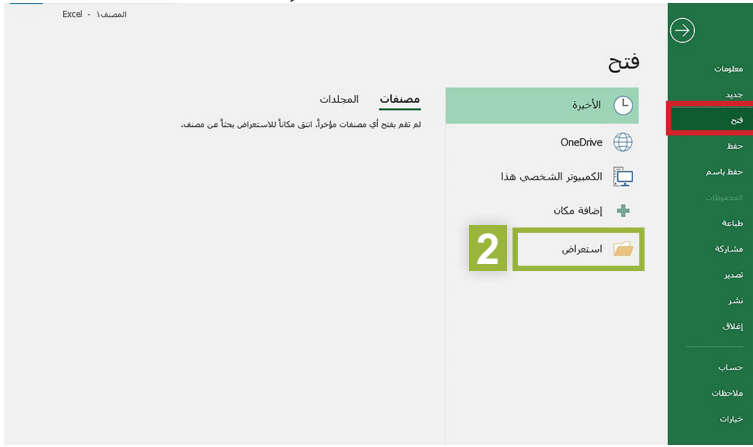 المصنف١ - Excel
فتح
معلومات
جديد
فتح
حفظ
حفظ باسم
المحفوظات
طباعة
مشاركة
تصدير
نشر
إغلاق
حساب
ملاحظات
خيارات
الأخيرة
OneDrive
الكمبيوتر الشخصي هذا
إضافة مكان
استعراض
2
مصنفات المجلدات
لم تقم بفتح أي مصنفات مؤخراً. انتق مكاناً للاستعراض بحثاً عن مصنف.